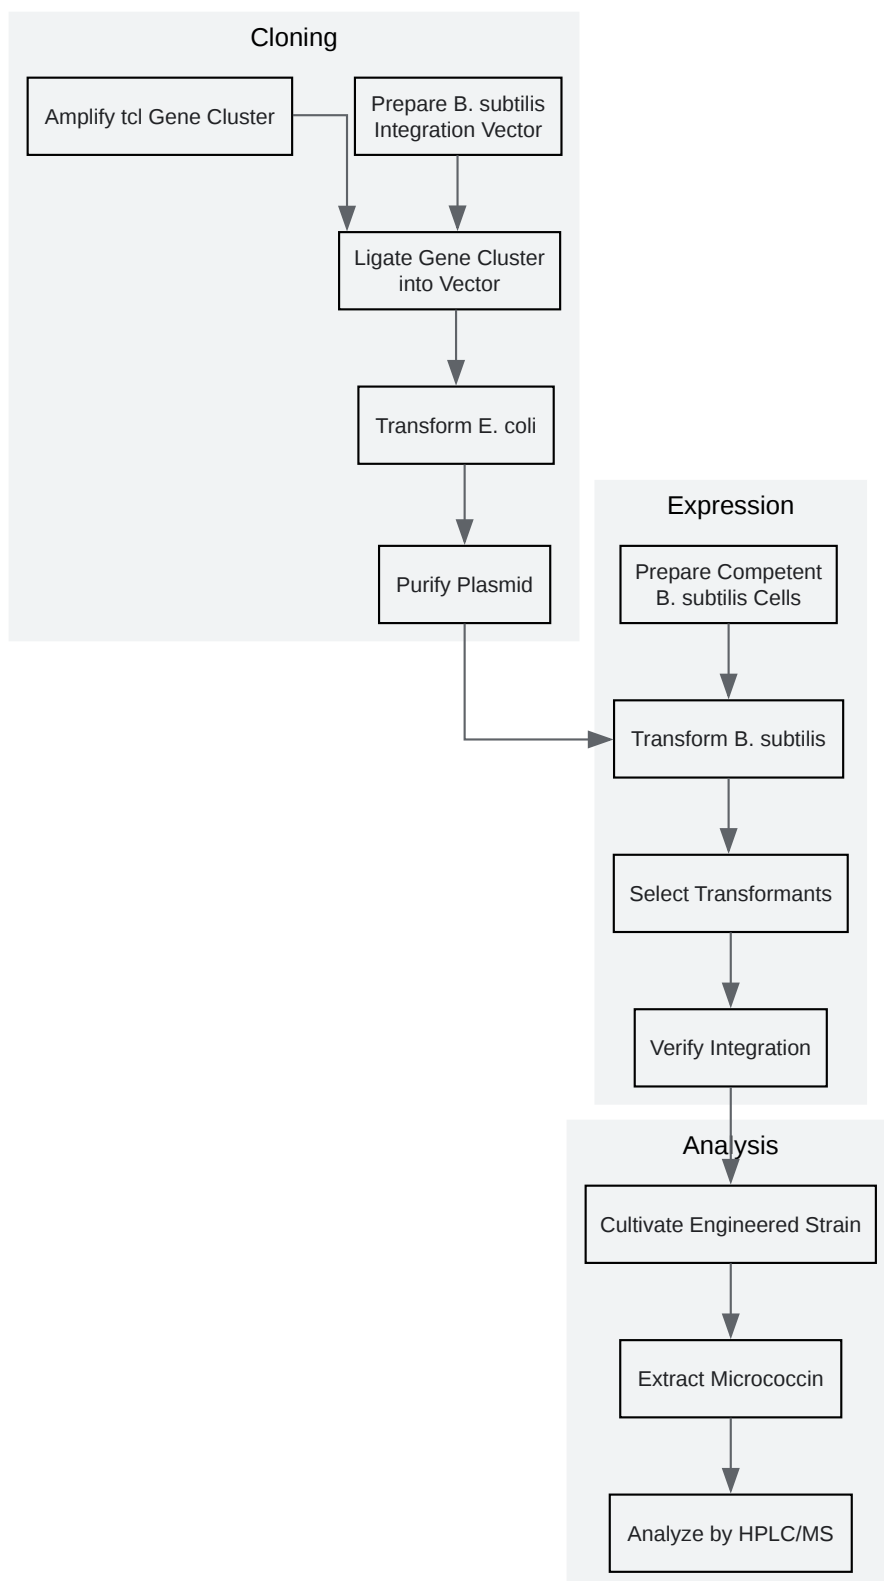 Cloning
Amplify tcl Gene Cluster
Prepare B. subtilis
Integration Vector
Ligate Gene Cluster
into Vector
Transform E. coli
Purify Plasmid
Expression
Prepare Competent
B. subtilis Cells
Transform B. subtilis
Select Transformants
Verify Integration
Analysis
Cultivate Engineered Strain
Extract Micrococcin
Analyze by HPLC/MS